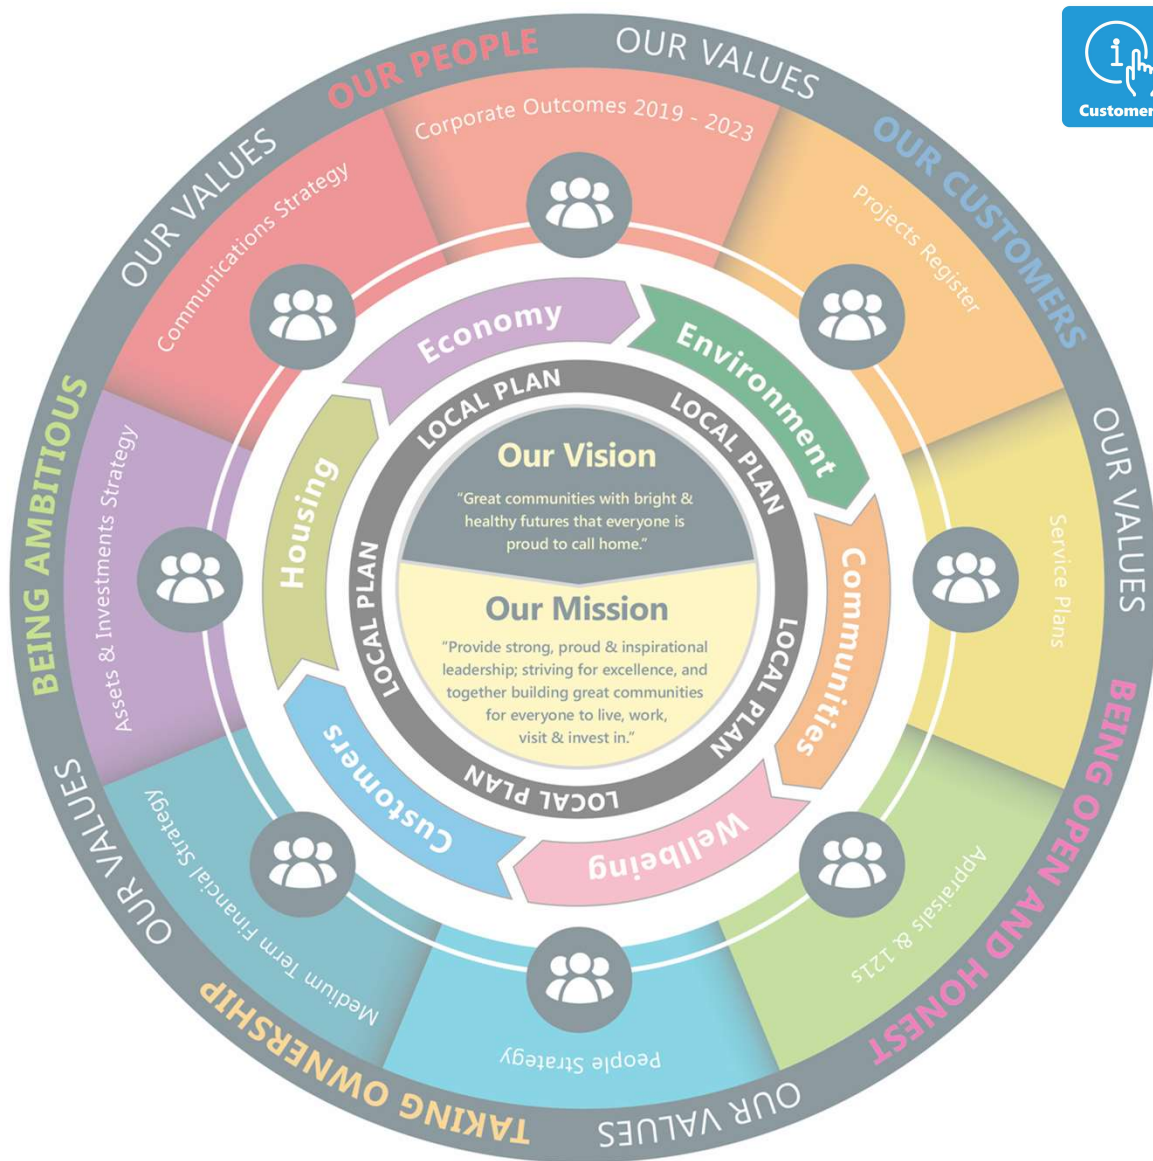 OUR PEOPLE
OUR VALUES
OUR CUSTOMERS
OUR VALUES
BEING OPEN AND HONEST
OUR VALUES
TAKING OWNERSHIP
OUR VALUES
BEING AMBITIOUS
OUR VALUES
Corporate Outcomes 2019 - 2023
Projects Register
Service Plans
Appraisals & 121s
People Strategy
Medium Term Financial Strategy
Assets & Investments Strategy
Communications Strategy
Economy
Environment
Communities
Wellbeing
Customers
Housing
LOCAL PLAN
LOCAL PLAN
LOCAL PLAN
LOCAL PLAN
LOCAL PLAN
Our Vision
“Great communities with bright &
healthy futures that everyone is
proud to call home.”
Our Mission
“Provide strong, proud & inspirational
leadership; striving for excellence, and
together building great communities
for everyone to live, work,
visit & invest in.”
i
Customer